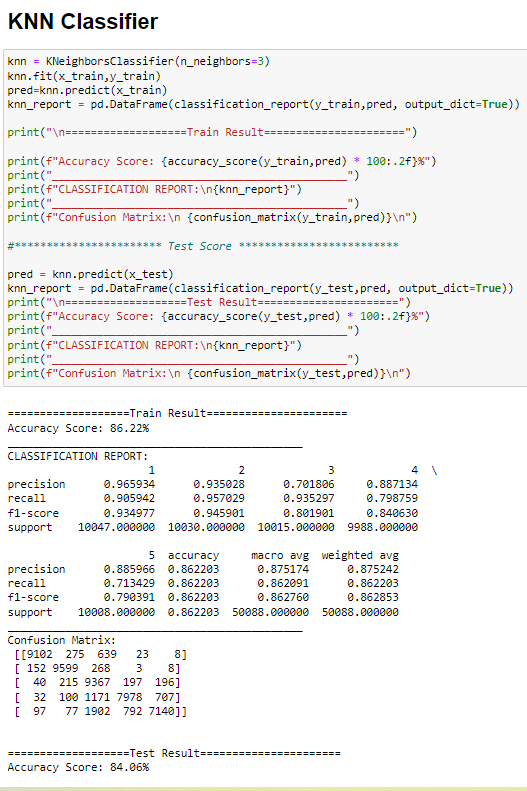 KNN Classifier
knn = KNeighborsClassifier(n_neighbors=3)
knn.fit(x_train,y_train)
pred=knn.predict(x_train)
knn_report = pd.DataFrame(classification_report(y_train,pred, output_dict=True))
print("\n===================Train Result======================")
print(f"Accuracy Score: {accuracy_score(y_train,pred) * 100:.2f}%")
print("______________________________________________")
print(f"CLASSIFICATION REPORT:\n{knn_report}")
print("______________________________________________")
print(f"Confusion Matrix:\n {confusion_matrix(y_train,pred)}\n")
#*********************** Test Score *************************
pred = knn.predict(x_test)
knn_report = pd.DataFrame(classification_report(y_test,pred, output_dict=True))
print("\n===================Test Result======================")
print(f"Accuracy Score: {accuracy_score(y_test,pred) * 100:.2f}%")
print("______________________________________________")
print(f"CLASSIFICATION REPORT:\n{knn_report}")
print("______________________________________________")
print(f"Confusion Matrix:\n {confusion_matrix(y_test,pred)}\n")
===================Train Result======================
Accuracy Score: 86.22%
______________________________________________
CLASSIFICATION REPORT:
1 2 3 4 \
precision 0.965934 0.935028 0.701806 0.887134
recall 0.905942 0.957029 0.935297 0.798759
f1-score 0.934977 0.945901 0.801901 0.840630
support 10047.000000 10030.000000 10015.000000 9988.000000
5 accuracy macro avg weighted avg
precision 0.885966 0.862203 0.875174 0.875242
recall 0.713429 0.862203 0.862091 0.862203
f1-score 0.790391 0.862203 0.862760 0.862853
support 10008.000000 0.862203 50088.000000 50088.000000
______________________________________________
Confusion Matrix:
[[9102 275 639 23 8]
[ 152 9599 268 3 8]
[ 40 215 9367 197 196]
[ 32 100 1171 7978 707]
[ 97 77 1902 792 7140]]
===================Test Result======================
Accuracy Score: 84.06%